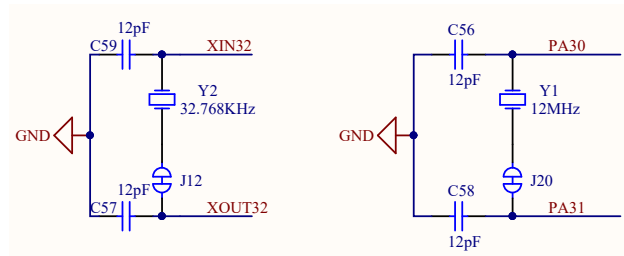 12pF
C59
XIN32
Y2
32.768KHz
GND
J12
12pF
C57
XOUT32
C56
PA30
12pF
Y1
12MHz
GND
J20
C58
PA31
12pF